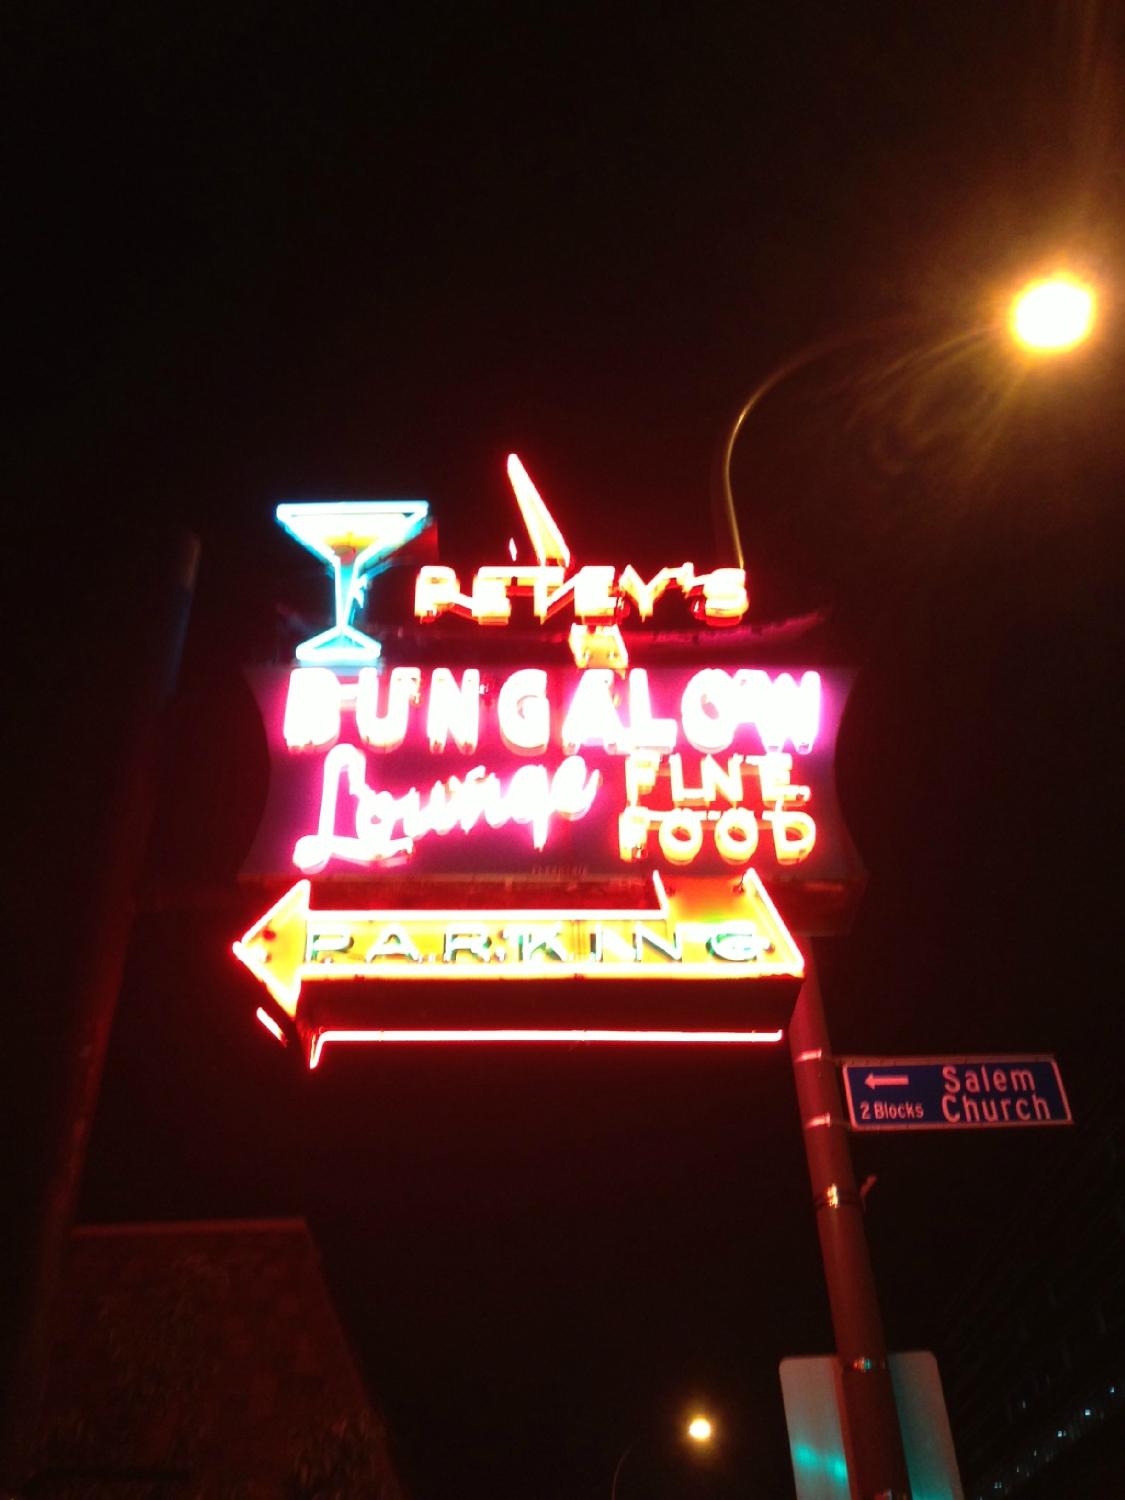 PETEY'S
BUNGALOW
Lounge
FINE
FOOD
PARKING
Salem
2 Blocks Church